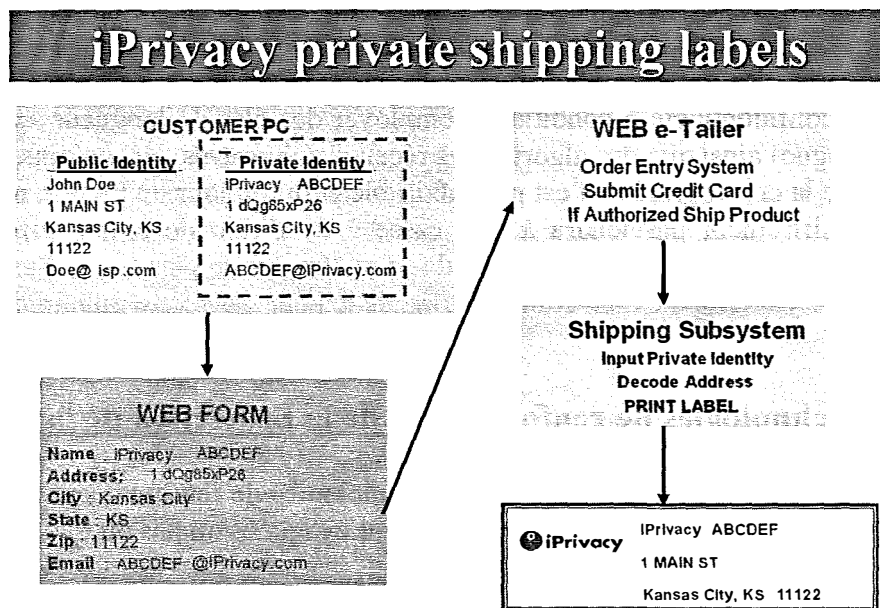 iPrivacy private shipping labels
CUSTOMER PC
Public Identity
John Doe
1 MAIN ST
Kansas City, KS
11122
Doe@ isp.com
Private Identity
iPrivacy ABCDEF
1 dQg85xP26
Kansas City, KS
11122
ABCDEF@iPrivacy.com
WEB FORM
Name : iPrivacy ABCDEF
Address: 1 dQg85xP26
City : Kansas City
State : KS
Zip : 11122
Email : ABCDEF @iPrivacy.com
WEB e-Tailer
Order Entry System
Submit Credit Card
If Authorized Ship Product
Shipping Subsystem
Input Private Identity
Decode Address
PRINT LABEL
iPrivacy
IPrivacy ABCDEF
1 MAIN ST
Kansas City, KS 11122